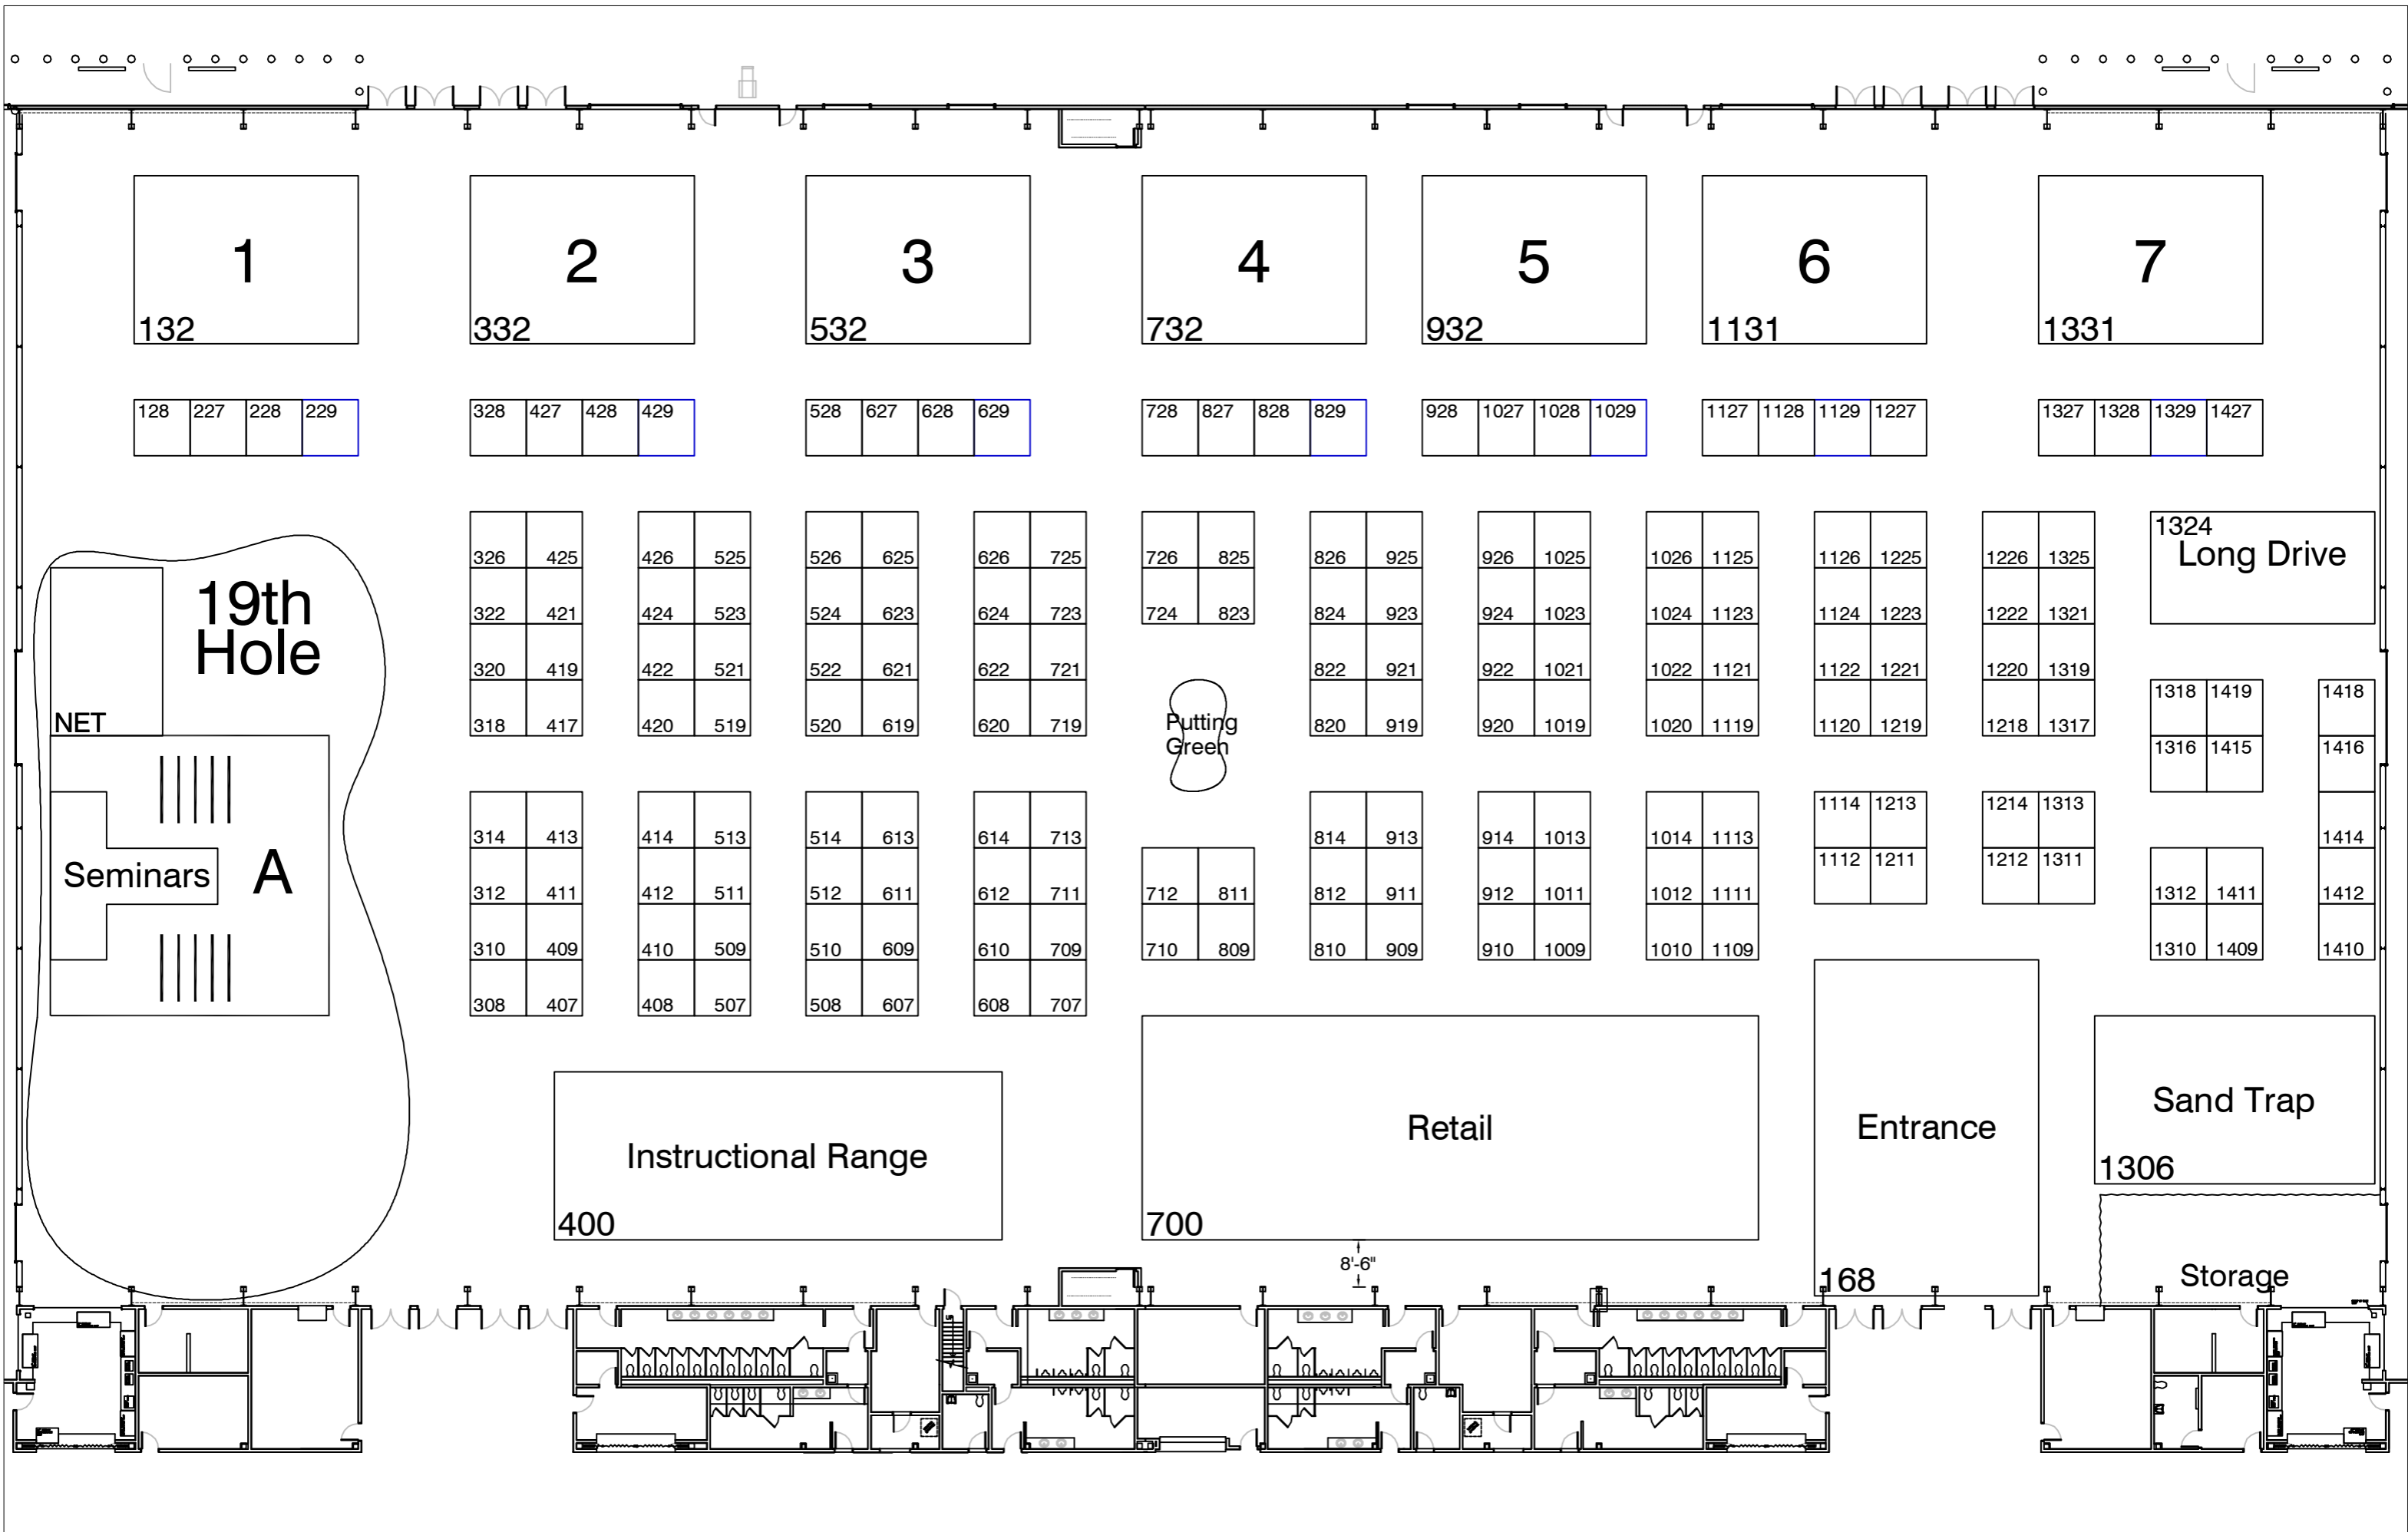 1 2 3 4 5 6 7
132 332 532 732 932 1131 1331
128 227 228 229 328 427 428 429 528 627 628 629 728 827 828 829 928 1027 1028 1029 1127 1128 1129 1227 1327 1328 1329 1427
1324
Long Drive
326 425 426 525 526 625 626 725 726 825 826 925 926 1025 1026 1125 1126 1225 1226 1325
19th
Hole
322 421 424 523 524 623 624 723 724 823 824 923 924 1023 1024 1123 1124 1223 1222 1321
320 419 422 521 522 621 622 721 822 921 922 1021 1022 1121 1122 1221 1220 1319
1318 1419 1418
NET
318 417 420 519 520 619 620 719 820 919 920 1019 1020 1119 1120 1219 1218 1317
Putting
Green
1316 1415 1416
1114 1213 1214 1313
314 413 414 513 514 613 614 713 814 913 914 1013 1014 1113 1414
1112 1211 1212 1311
Seminars A
312 411 412 511 512 611 612 711 712 811 812 911 912 1011 1012 1111 1312 1411 1412
310 409 410 509 510 609 610 709 710 809 810 909 910 1009 1010 1109 1310 1409 1410
308 407 408 507 508 607 608 707
Sand Trap
Retail
Entrance
Instructional Range
1306
400
700
8'-6"
168
Storage